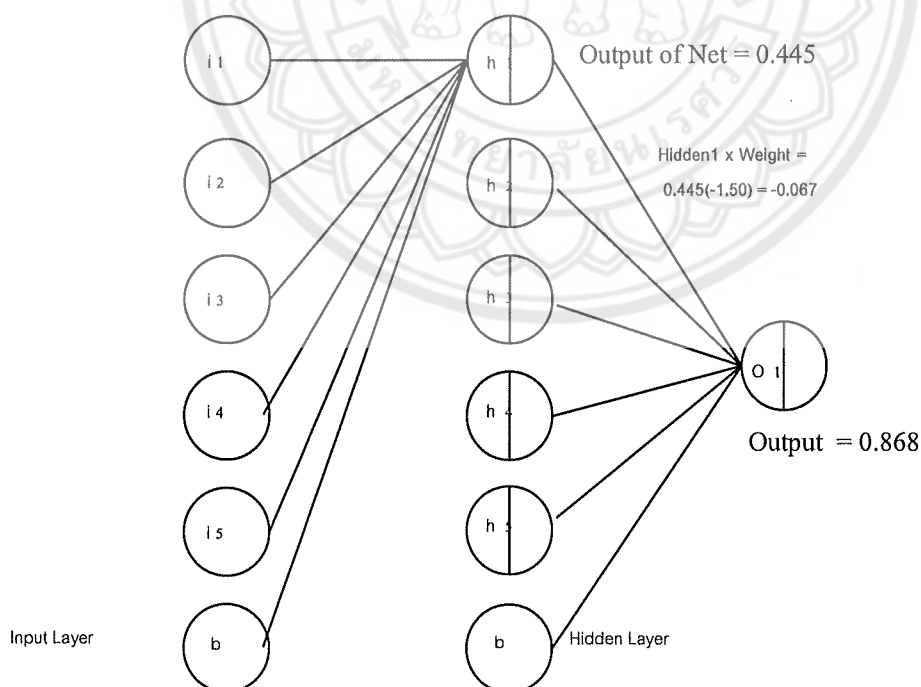 i 1
h 1
Output of Net = 0.445
i 2
h 2
Hidden1 x Weight =
0.445(-1.50) = -0.067
i 3
h 3
O 1
i 4
h 4
Output = 0.868
i 5
h 5
b
b
Input Layer
Hidden Layer